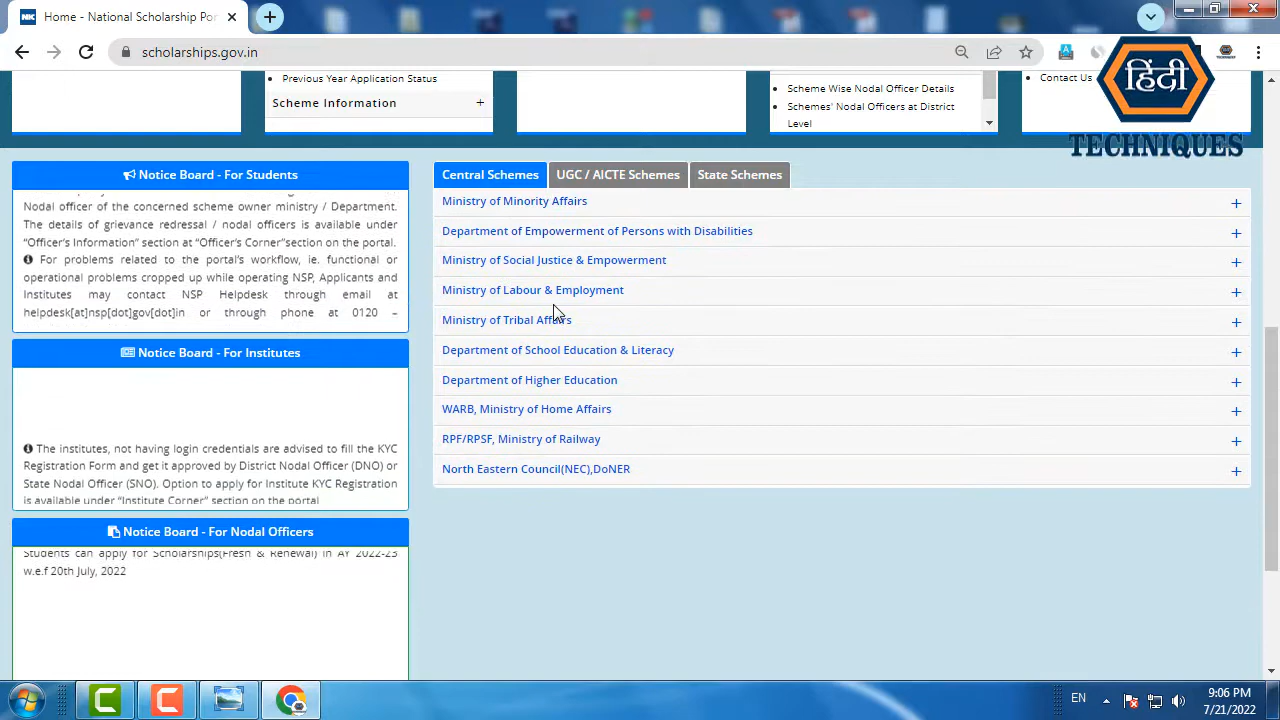 Home - National Scholarship Por
scholarships.gov.in
हिंदी
TECHNIQUES
Previous Year Application Status
Scheme Information +
Scheme Wise Nodal Officer Details
Schemes' Nodal Officers at District
Level
Contact Us
Notice Board - For Students
Nodal officer of the concerned scheme owner ministry / Department.
The details of grievance redressal / nodal officers is available under
"Officer's Information" section at "Officer's Corner"section on the portal.
For problems related to the portal's workflow, ie. functional or
operational problems cropped up while operating NSP, Applicants and
Institutes may contact NSP Helpdesk through email at
helpdesk[at]nsp[dot]gov[dot]in or through phone at 0120 –
Notice Board - For Institutes
The institutes, not having login credentials are advised to fill the KYC
Registration Form and get it approved by District Nodal Officer (DNO) or
State Nodal Officer (SNO). Option to apply for Institute KYC Registration
is available under "Institute Corner" section on the portal
Notice Board - For Nodal Officers
Students can apply for Scholarships(Fresh & Renewal) in AY 2022-23
w.e.f 20th July, 2022
Central Schemes UGC / AICTE Schemes State Schemes
Ministry of Minority Affairs +
Department of Empowerment of Persons with Disabilities +
Ministry of Social Justice & Empowerment +
Ministry of Labour & Employment +
Ministry of Tribal Affairs +
Department of School Education & Literacy +
Department of Higher Education +
WARB, Ministry of Home Affairs +
RPF/RPSF, Ministry of Railway +
North Eastern Council(NEC),DoNER +
EN
9:06 PM
7/21/2022